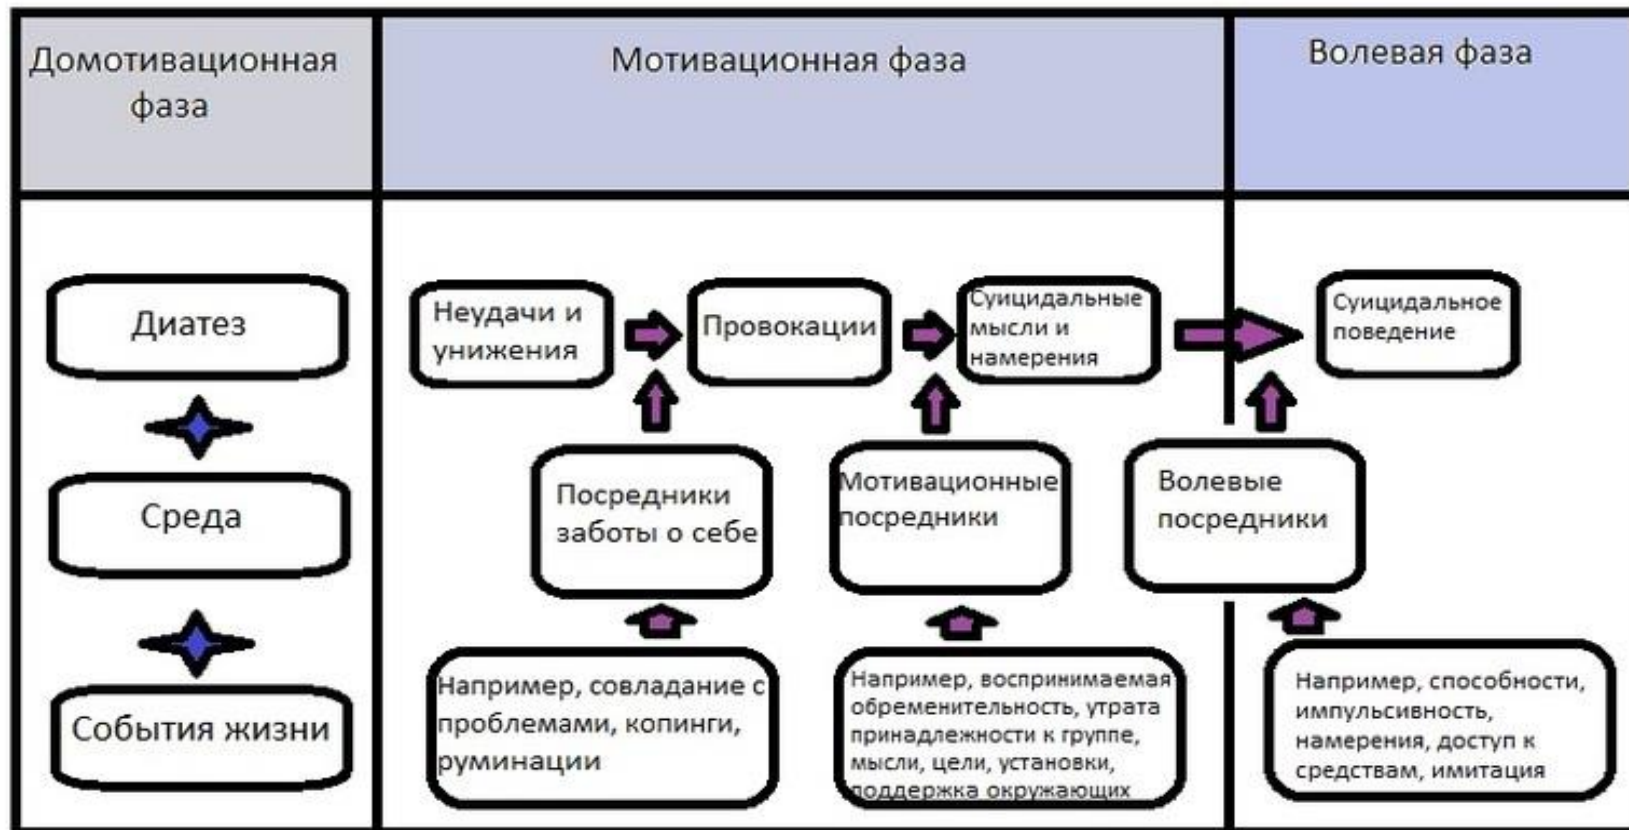 Домотивационная
фаза
Мотивационная фаза
Волевая фаза
Диатез
Среда
События жизни
Неудачи и
унижения
Провокации
Суицидальные
мысли и
намерения
Суицидальное
поведение
Посредники
заботы о себе
Мотивационные
посредники
Волевые
посредники
Например, совладание с
проблемами, копинги,
руминации
Например, воспринимаемая
обременительность, утрата
принадлежности к группе,
мысли, цели, установки,
поддержка окружающих
Например, способности,
импульсивность,
намерения, доступ к
средствам, имитация